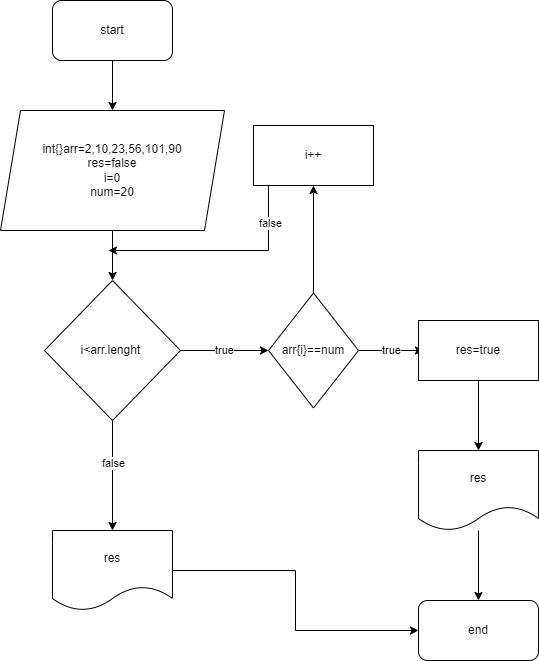 start
int{}arr=2,10,23,56,101,90
res=false
i=0
num=20
i++
false
i<arr.lenght
true
arr{i}==num
true
res=true
false
res
res
end